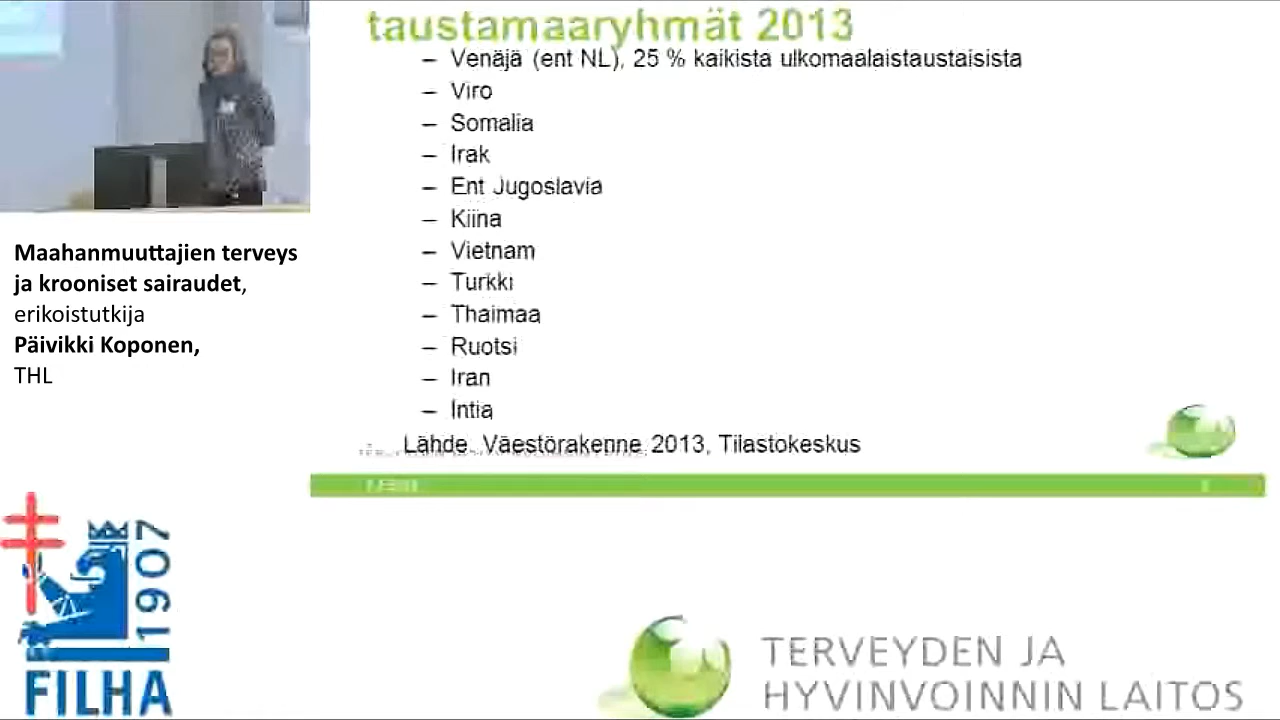 taustamaaryhmät 2013
– Venäjä (ent NL), 25 % kaikista ulkomaalaistaustaisista
– Viro
– Somalia
– Irak
– Ent Jugoslavia
– Kiina
– Vietnam
– Turkki
– Thaimaa
– Ruotsi
– Iran
– Intia
Lähde. Väestörakenne 2013, Tilastokeskus
Maahanmuuttajien terveys
ja krooniset sairaudet,
erikoistutkija
Päivikki Koponen,
THL
1907
FILHA
TERVEYDEN JA
HYVINVOINNIN LAITOS